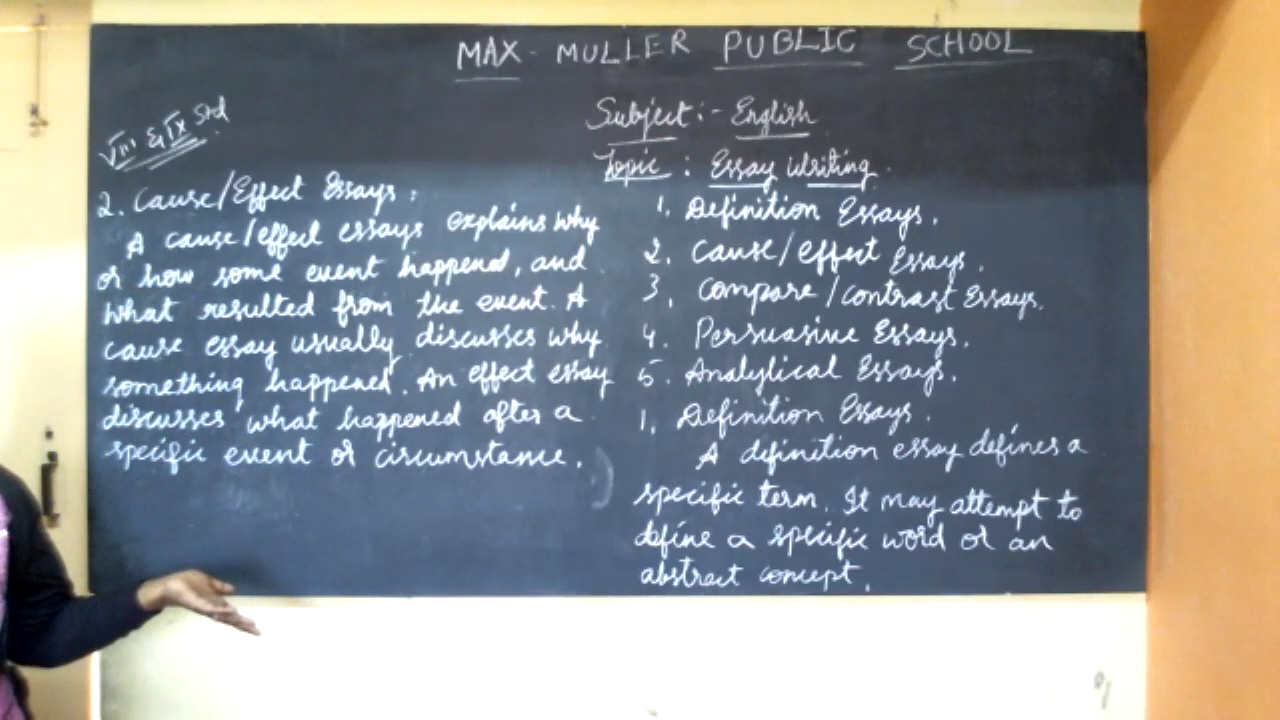 MAX - MULLER PUBLIC SCHOOL
VIII & IX Std
Subject :- English
Topic : Essay Writing.
1. Definition Essays.
2. Cause/effect Essays.
3. Compare/contrast Essays.
4. Persuasive Essays.
5. Analytical Essays.
1. Definition Essays.
A definition essay defines a
specific term. It may attempt to
define a specific word or an
abstract concept.
2. Cause/Effect Essays:
A cause/effect essays explains why
or how some event happened, and
what resulted from the event. A
cause essay usually discusses why
something happened. An effect essay
discusses what happened after a
specific event or circumstance.